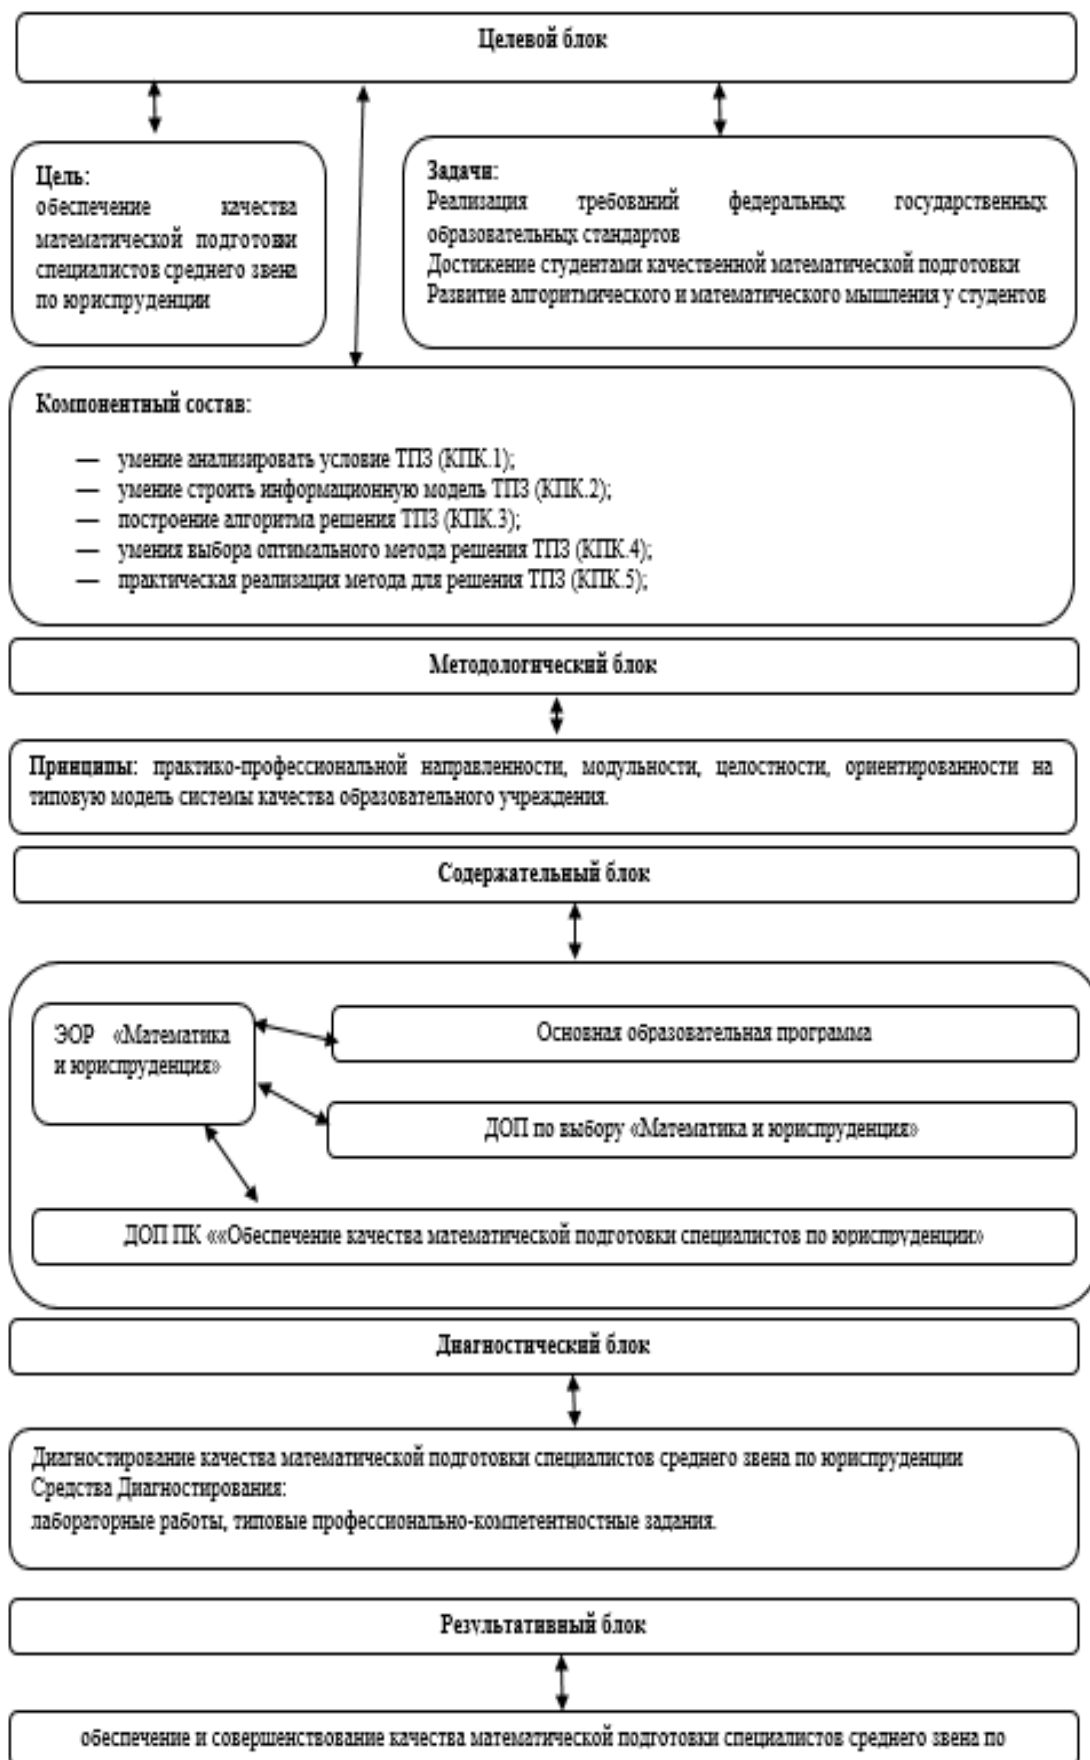 Целевой блок
Цель:
обеспечение качества
математической подготовки
специалистов среднего звена
по юриспруденции
Задачи:
Реализация требований федеральных государственных
образовательных стандартов
Достижение студентами качественной математической подготовки
Развитие алгоритмического и математического мышления у студентов
Компонентный состав:
— умение анализировать условие ТПЗ (КПК.1);
— умение строить информационную модель ТПЗ (КПК.2);
— построение алгоритма решения ТПЗ (КПК.3);
— умения выбора оптимального метода решения ТПЗ (КПК.4);
— практическая реализация метода для решения ТПЗ (КПК.5);
Методологический блок
Принципы: практико-профессиональной направленности, модульности, целостности, ориентированности на
типовую модель системы качества образовательного учреждения.
Содержательный блок
ЭОР «Математика
и юриспруденция»
Основная образовательная программа
ДОП по выбору «Математика и юриспруденция»
ДОП ПК ««Обеспечение качества математической подготовки специалистов по юриспруденции»
Диагностический блок
Диагностирование качества математической подготовки специалистов среднего звена по юриспруденции
Средства Диагностирования:
лабораторные работы, типовые профессионально-компетентностные задания.
Результативный блок
обеспечение и совершенствование качества математической подготовки специалистов среднего звена по